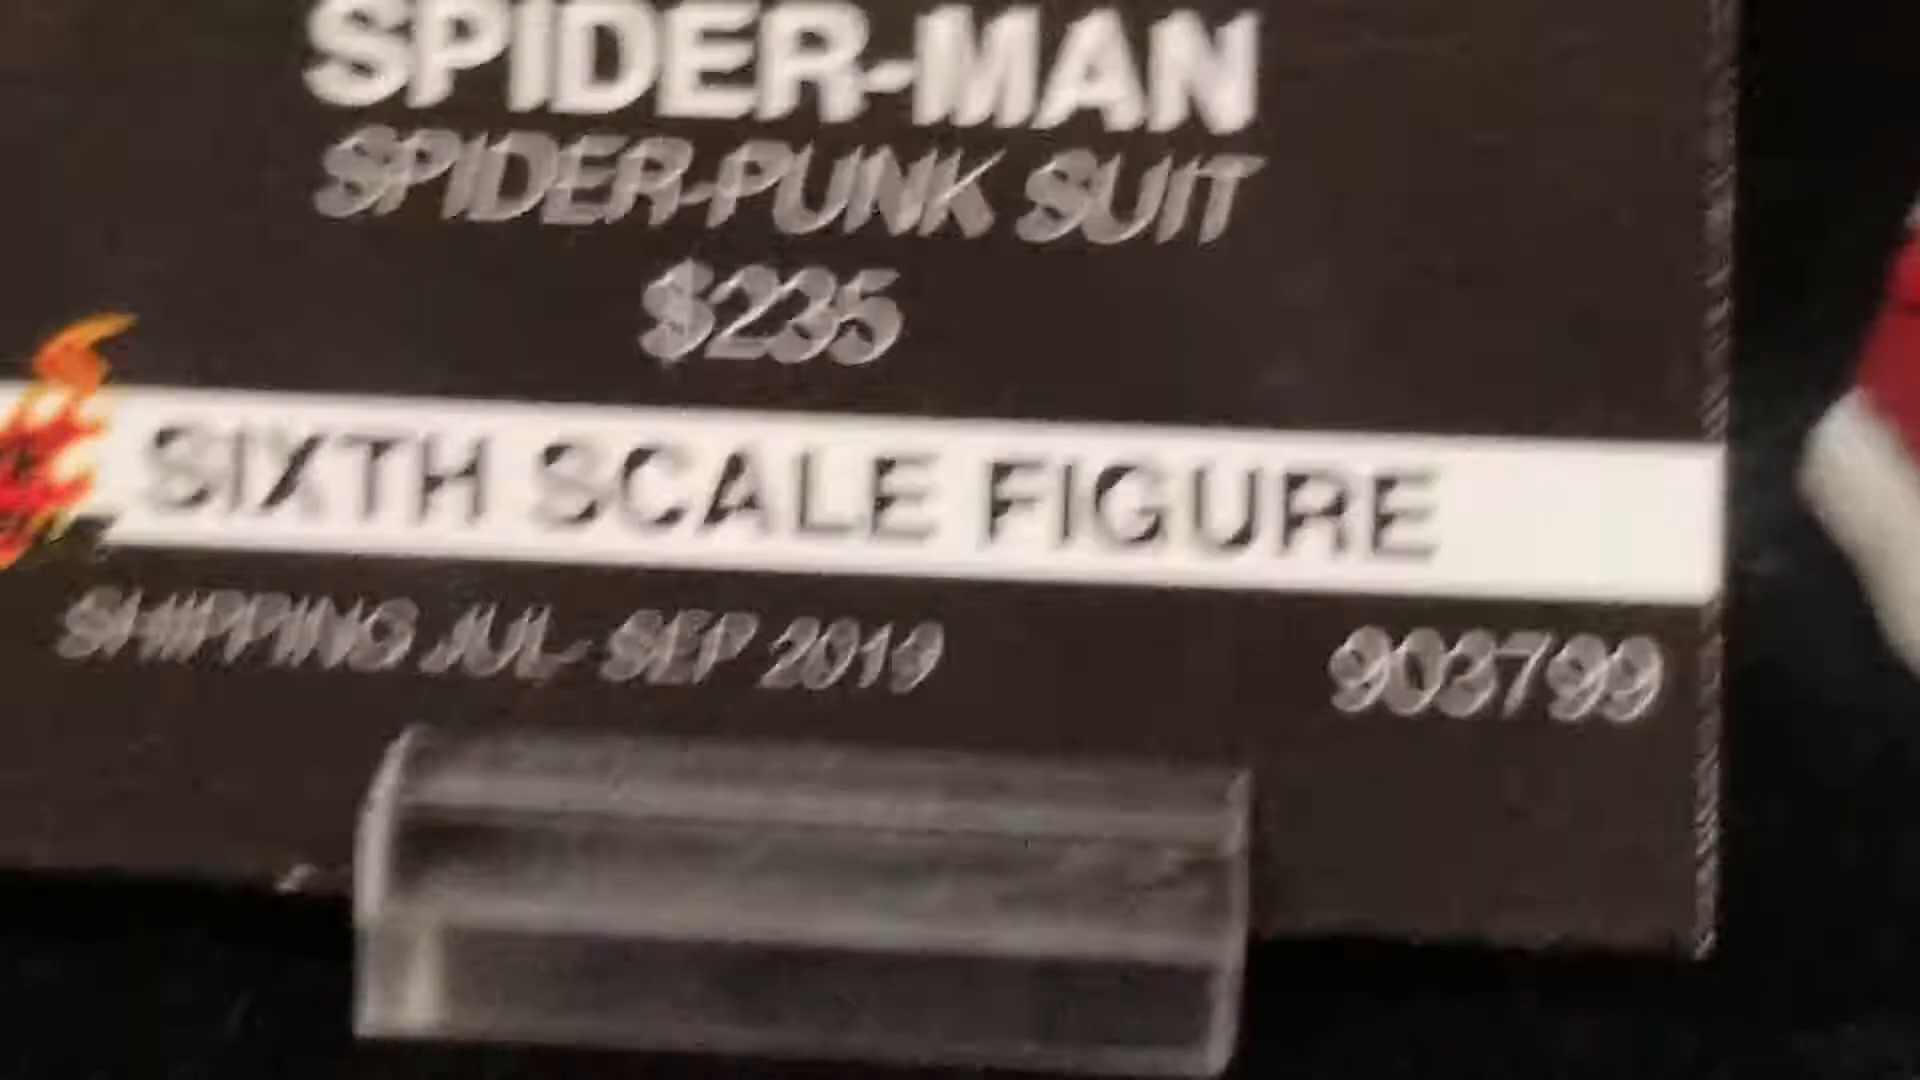 SPIDER-MAN
SPIDER-PUNK SUIT
$235
SIXTH SCALE FIGURE
SHIPPING JUL- SEP 2019
903799